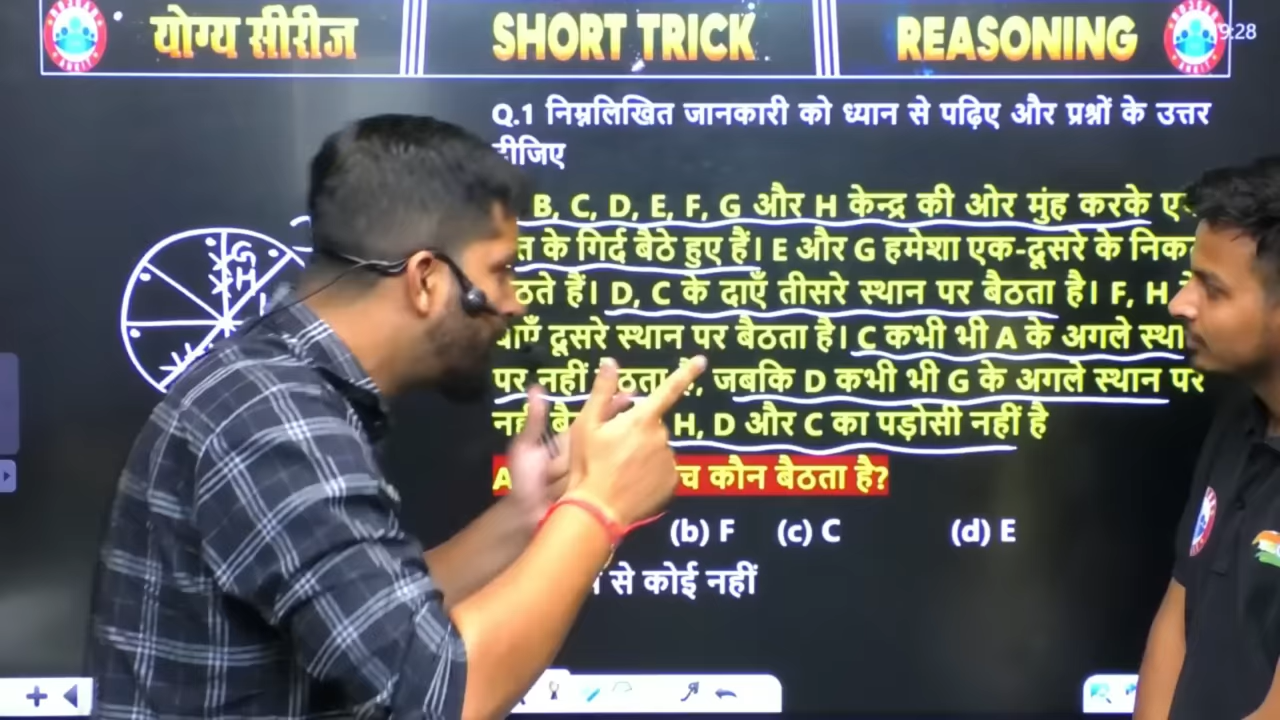 योग्य सीरीज
SHORT TRICK
REASONING
9:28
Q.1 निम्नलिखित जानकारी को ध्यान से पढ़िए और प्रश्नों के उत्तर
दीजिए
B, C, D, E, F, G और H केन्द्र की ओर मुंह करके
के गिर्द बैठे हुए हैं। E और G हमेशा एक-दूसरे के
हैं। D, C के दाएँ तीसरे स्थान पर बैठता है। F, H
दूसरे स्थान पर बैठता है। C कभी भी A के अगले
पर नहीं जबकि D कभी भी G के अगले स्थान पर
H, D और C का पड़ोसी नहीं है
A कौन बैठता है?
(b) F (c) C (d) E
से कोई नहीं
G
H